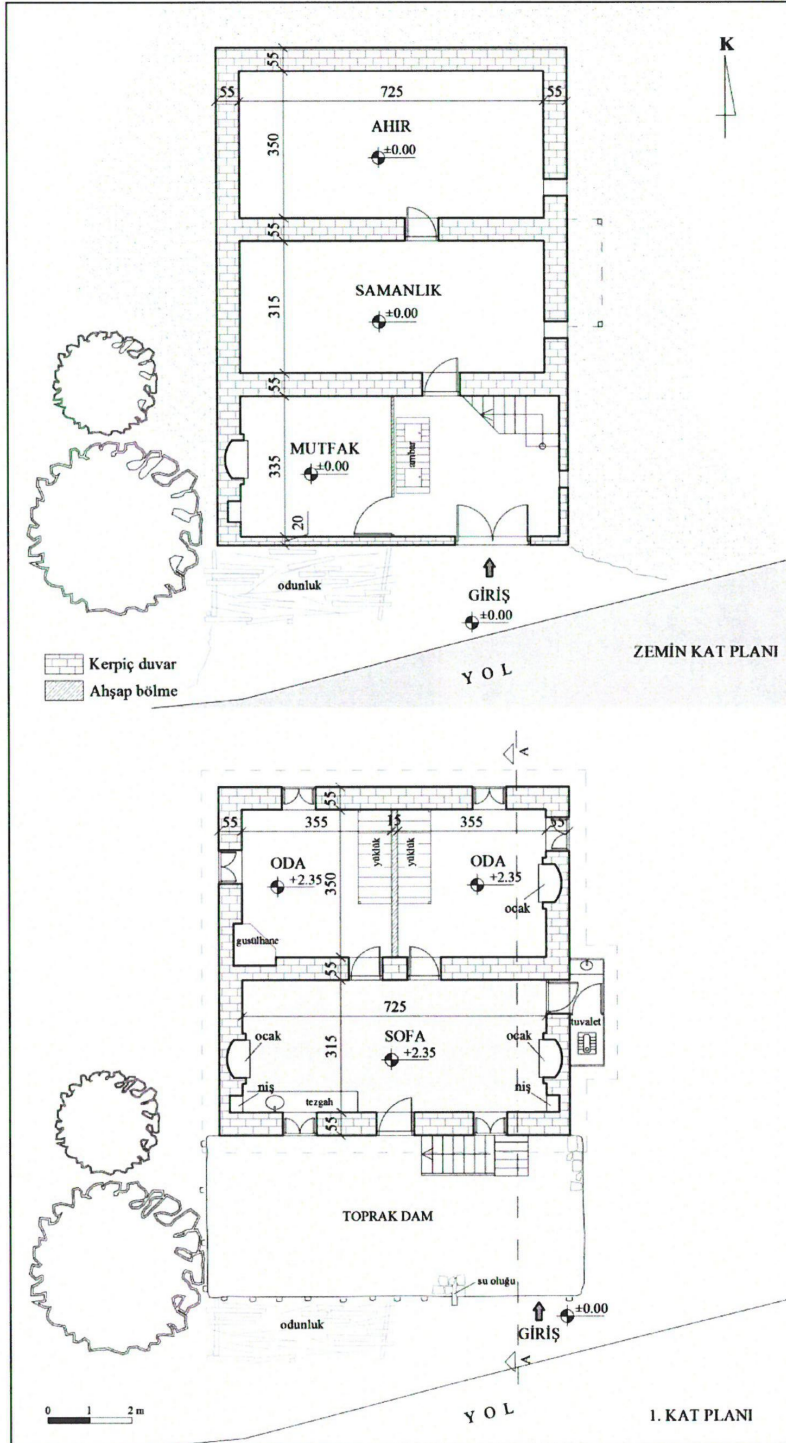 K
55
55
725
55
AHIR
±0.00
350
55
SAMANLIK
±0.00
315
55
MUTFAK
±0.00
ambar
335
20
odunluk
GİRİŞ
±0.00
YOL
ZEMİN KAT PLANI
Kerpiç duvar
Ahşap bölme
A
55
55
355
15
355
55
yüklük
yüklük
ODA
+2.35
350
ODA
+2.35
ocak
gusülhane
55
725
tuvalet
ocak
315
SOFA
+2.35
ocak
niş
tezgah
niş
55
TOPRAK DAM
su oluğu
±0.00
GİRİŞ
odunluk
A
0 1 2 m
YOL
1. KAT PLANI